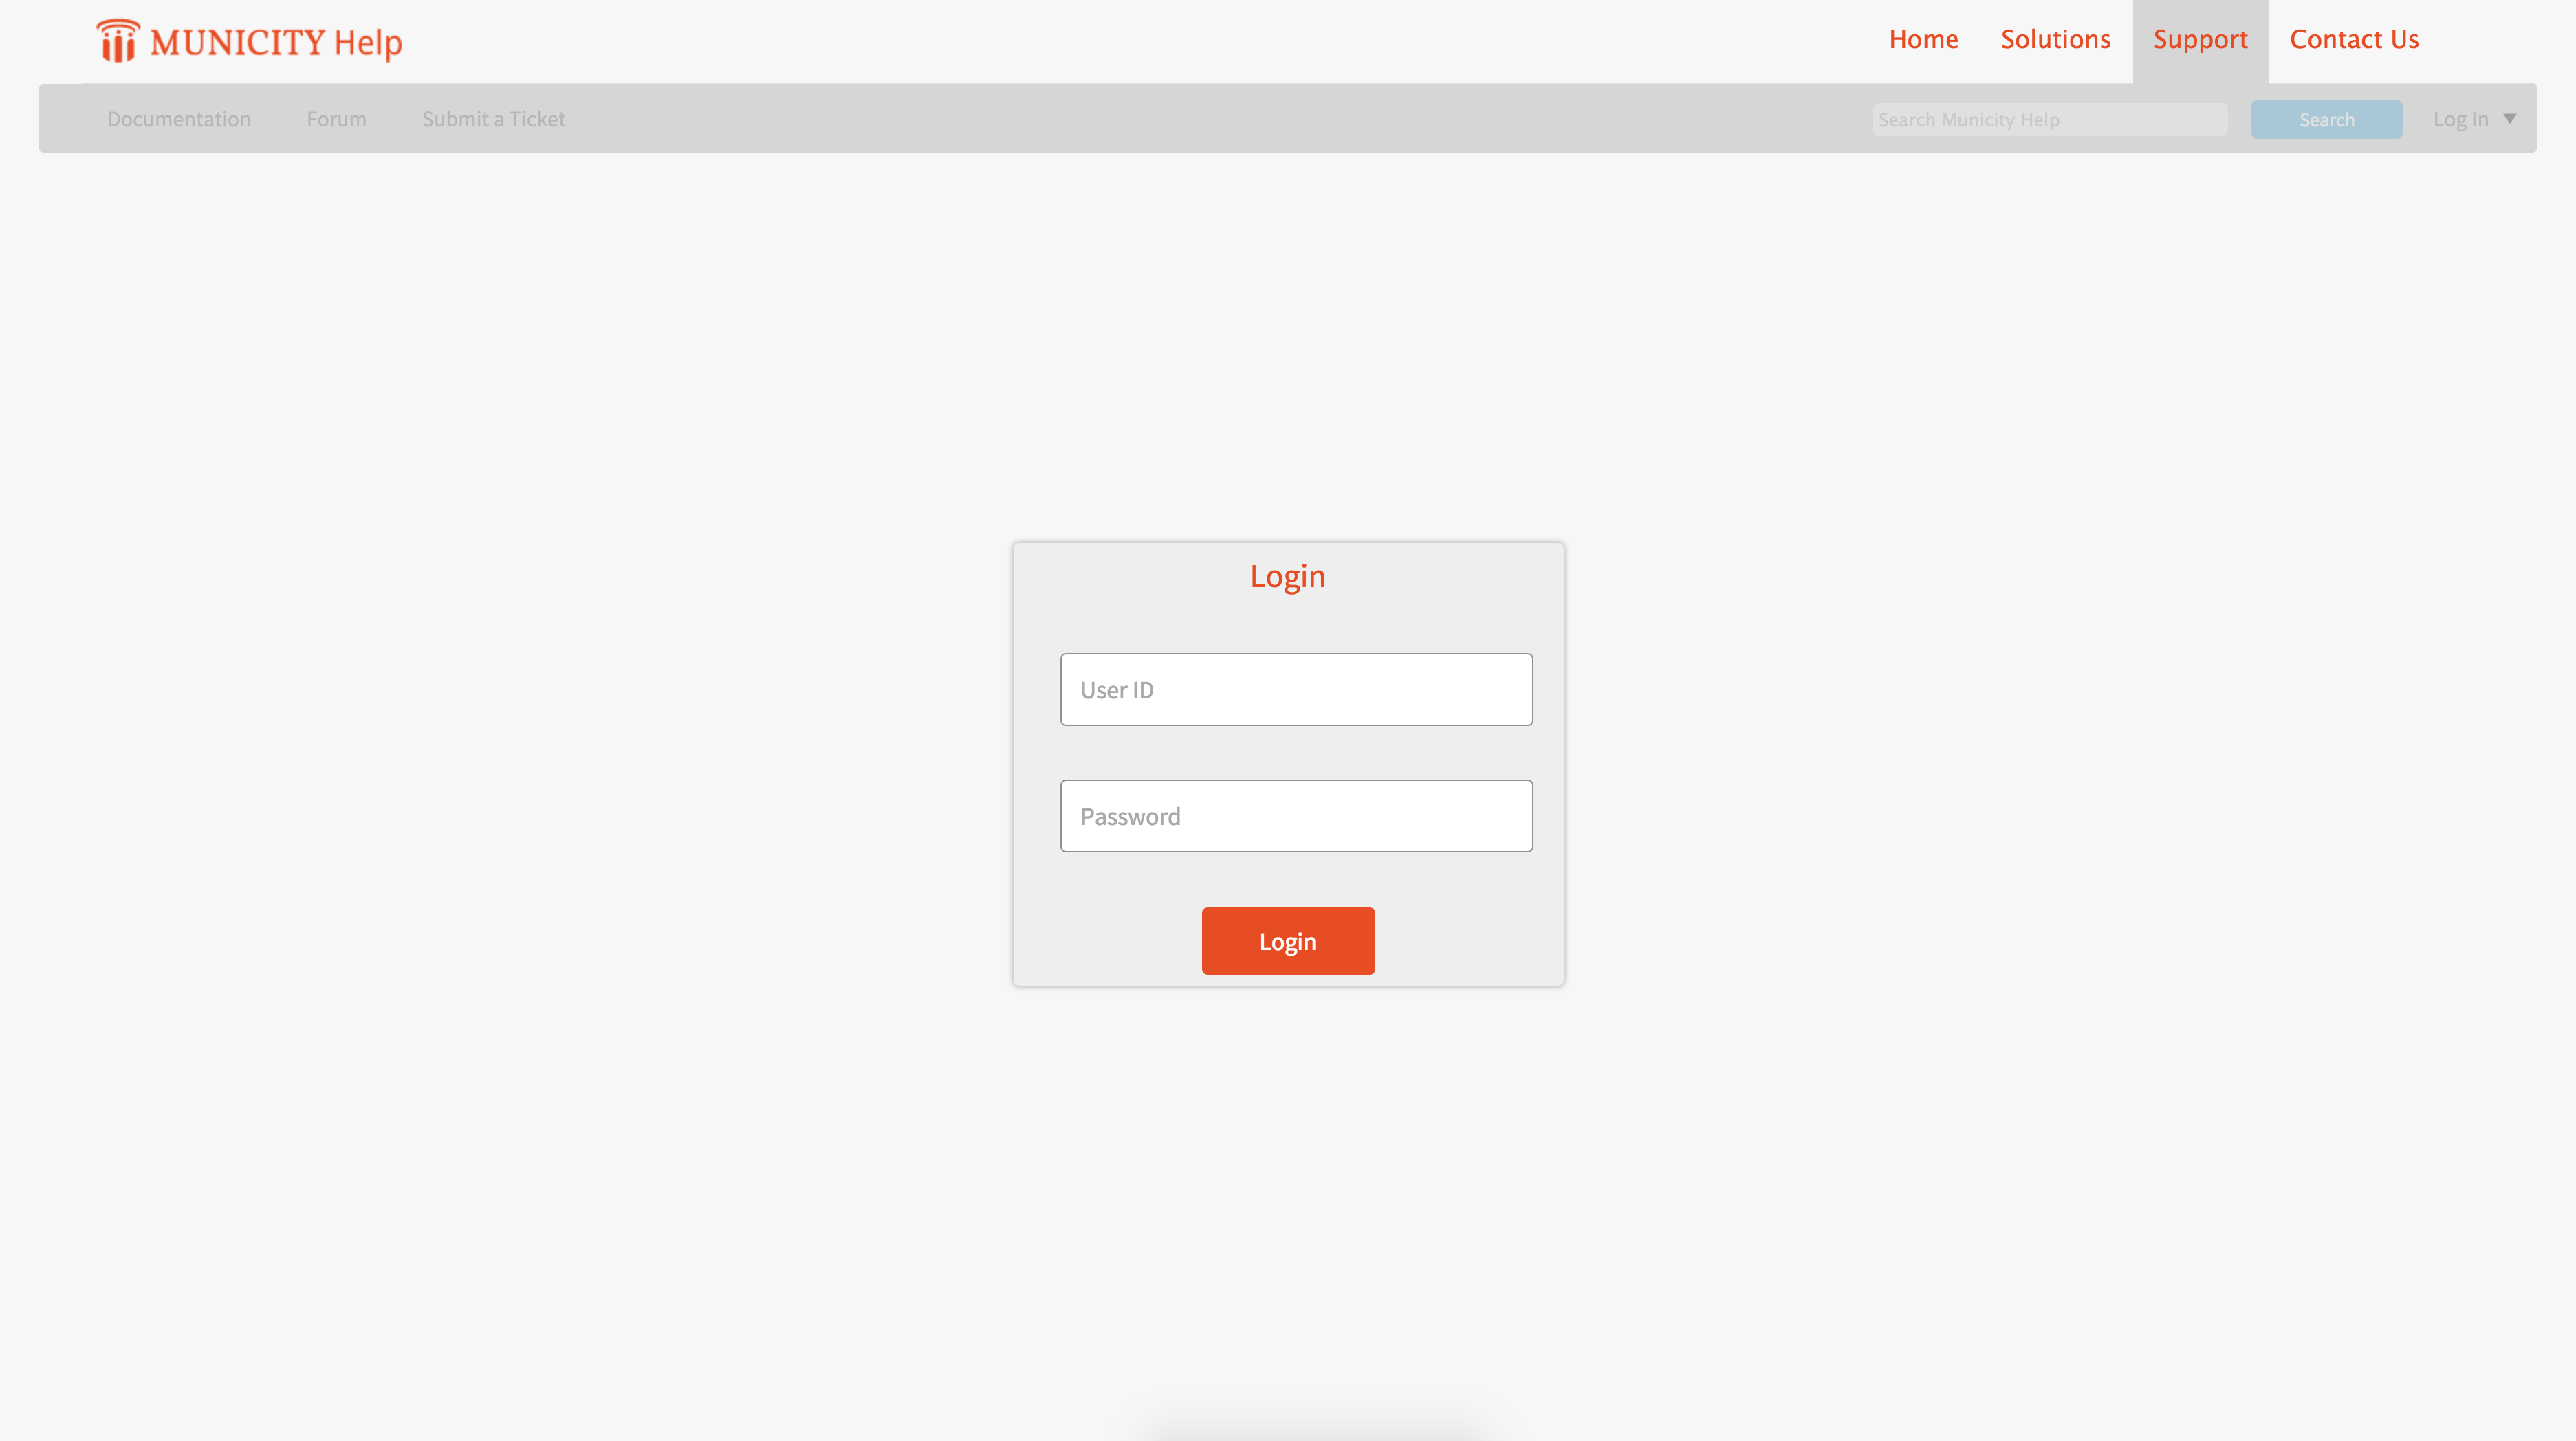 MUNICITY Help
Home Solutions Support Contact Us
Documentation Forum Submit a Ticket Search Municity Help Search Log In
Login
User ID
Password
Login